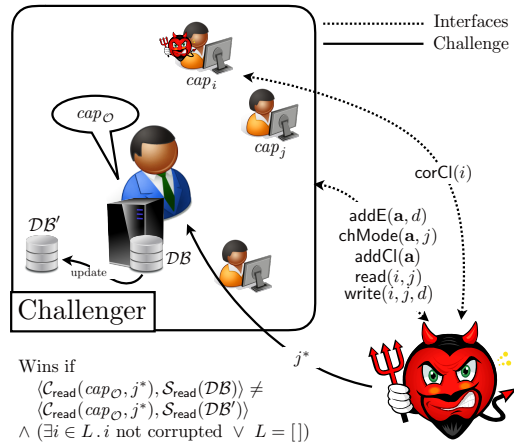 Interfaces
Challenge
cap_i
cap_𝒪
cap_j
corCl(i)
addE(a, d)
chMode(a, j)
addCl(a)
read(i, j)
write(i, j, d)
𝒟ℬ′
𝒟ℬ
update
Challenger
j*
Wins if
⟨𝒞_read(cap_𝒪, j*), 𝒮_read(𝒟ℬ)⟩ ≠
⟨𝒞_read(cap_𝒪, j*), 𝒮_read(𝒟ℬ′)⟩
∧ (∃i ∈ L . i not corrupted ∨ L = [ ])